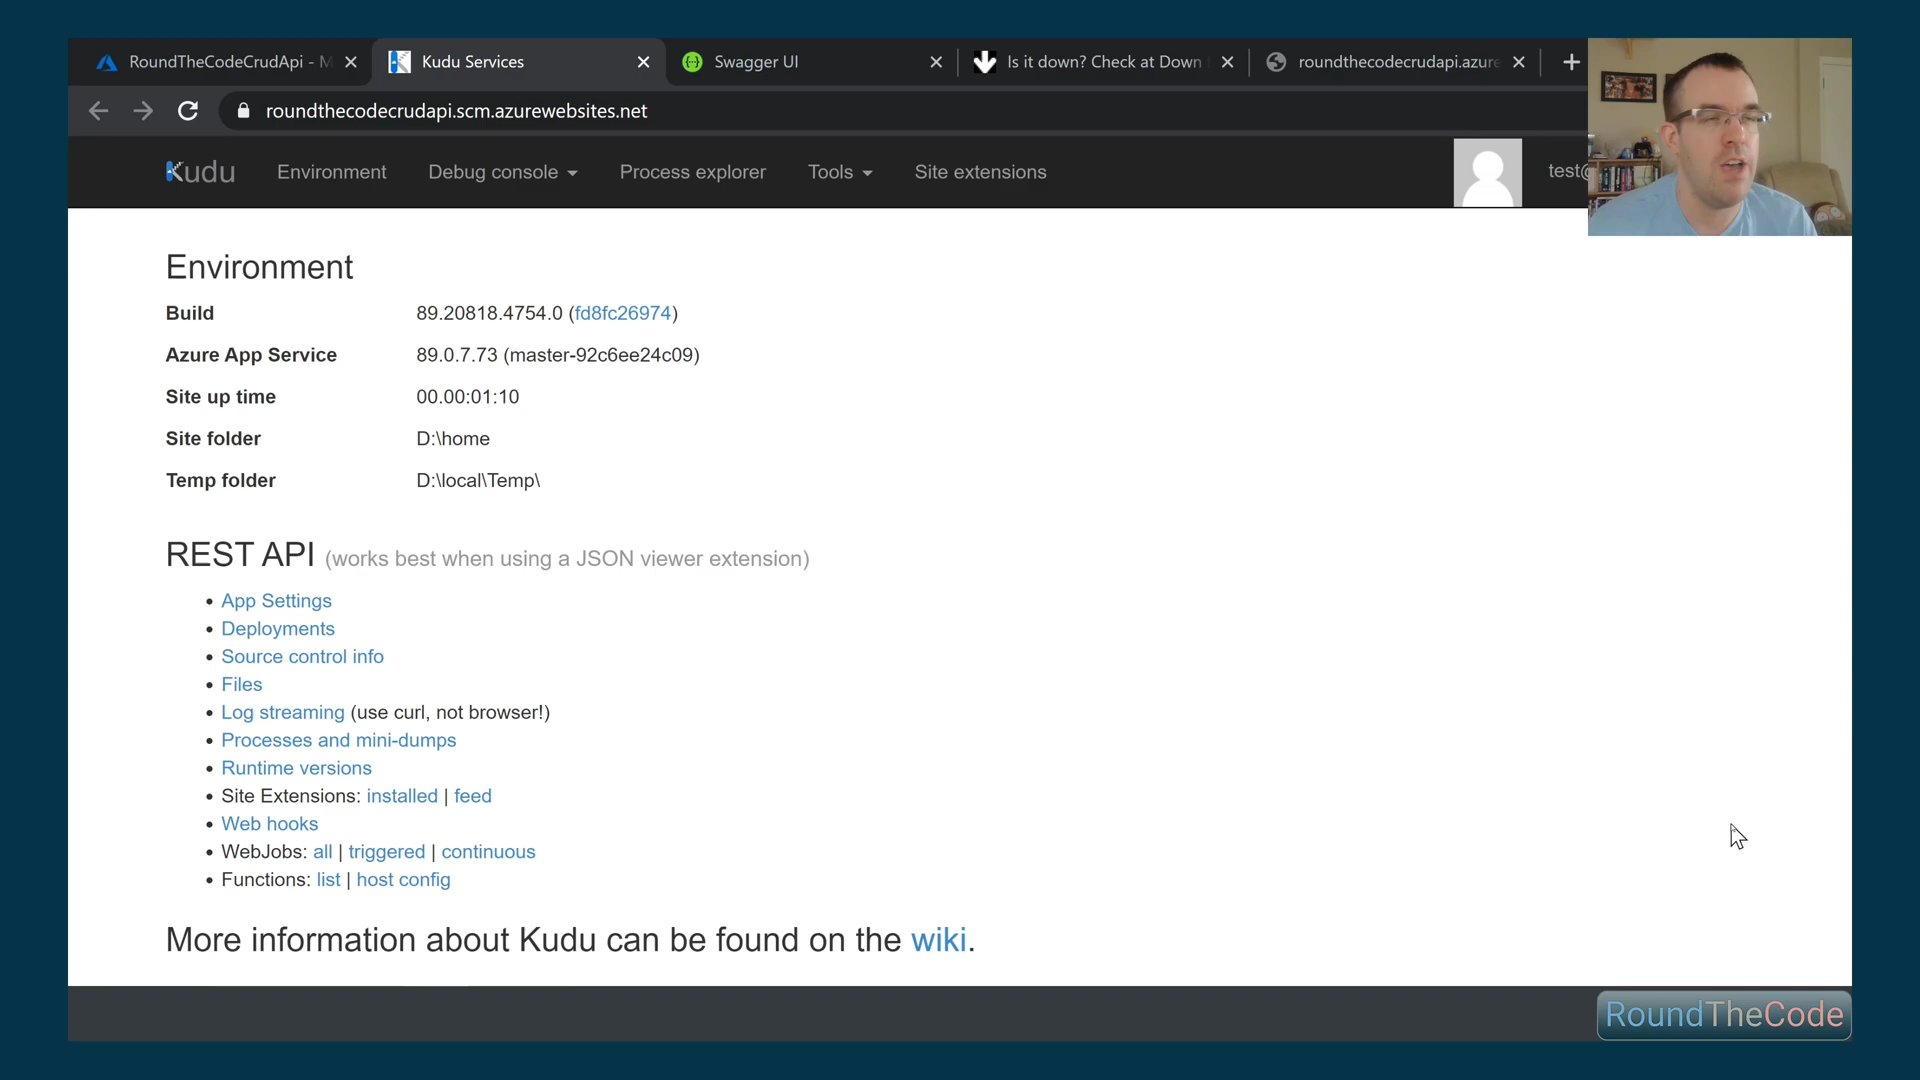 RoundTheCodeCrudApi - M
Kudu Services
Swagger UI
Is it down? Check at Down
roundthecodecrudapi.azure
roundthecodecrudapi.scm.azurewebsites.net
Kudu Environment Debug console Process explorer Tools Site extensions test@
Environment
Build 89.20818.4754.0 (fd8fc26974)
Azure App Service 89.0.7.73 (master-92c6ee24c09)
Site up time 00.00:01:10
Site folder D:\home
Temp folder D:\local\Temp\
REST API (works best when using a JSON viewer extension)
• App Settings
• Deployments
• Source control info
• Files
• Log streaming (use curl, not browser!)
• Processes and mini-dumps
• Runtime versions
• Site Extensions: installed | feed
• Web hooks
• WebJobs: all | triggered | continuous
• Functions: list | host config
More information about Kudu can be found on the wiki.
RoundTheCode